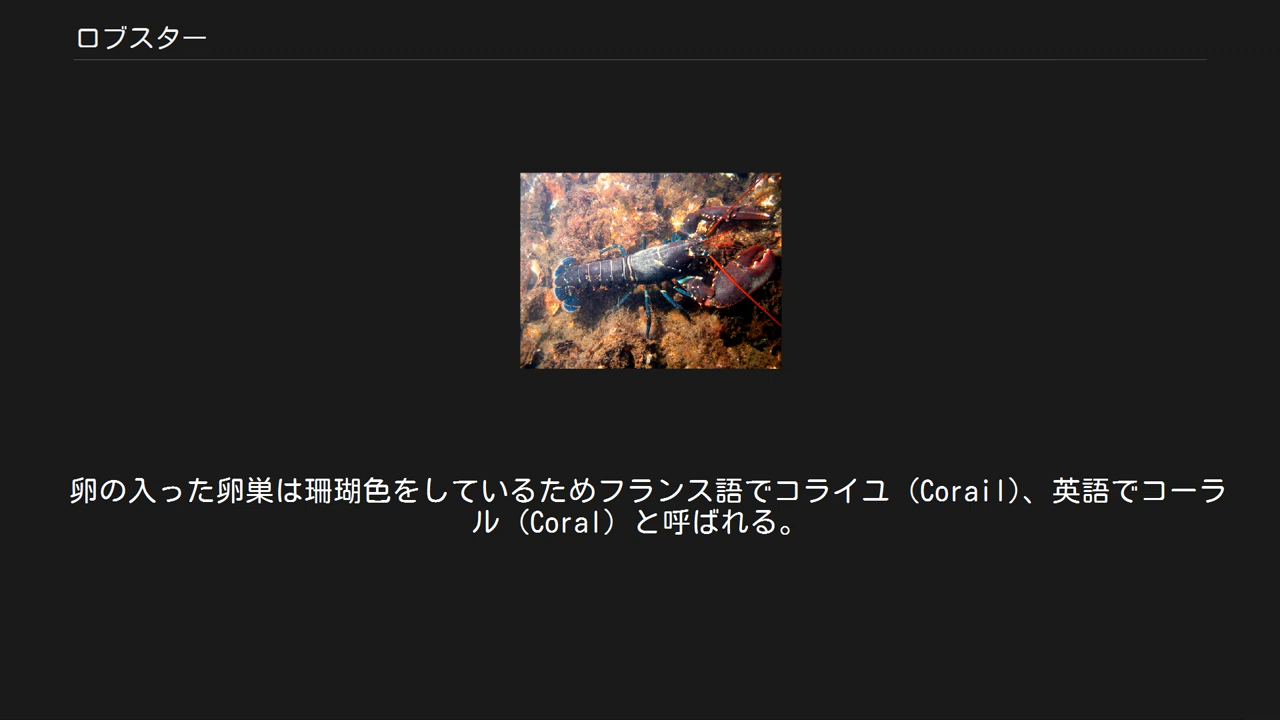 ロブスター
卵の入った卵巣は珊瑚色をしているためフランス語でコライユ（Corail）、英語でコーラ
ル（Coral）と呼ばれる。